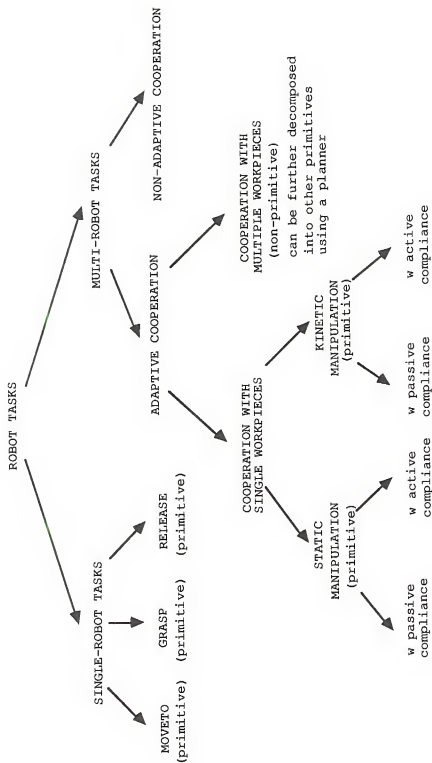 ROBOT TASKS
SINGLE-ROBOT TASKS
MULTI-ROBOT TASKS
MOVETO
(primitive)
GRASP
(primitive)
RELEASE
(primitive)
ADAPTIVE COOPERATION
NON-ADAPTIVE COOPERATION
COOPERATION WITH
SINGLE WORKPIECES
COOPERATION WITH
MULTIPLE WORKPIECES
(non-primitive)
can be further decomposed
into other primitives
using a planner
STATIC
MANIPULATION
(primitive)
KINETIC
MANIPULATION
(primitive)
w passive
compliance
w active
compliance
w passive
compliance
w active
compliance